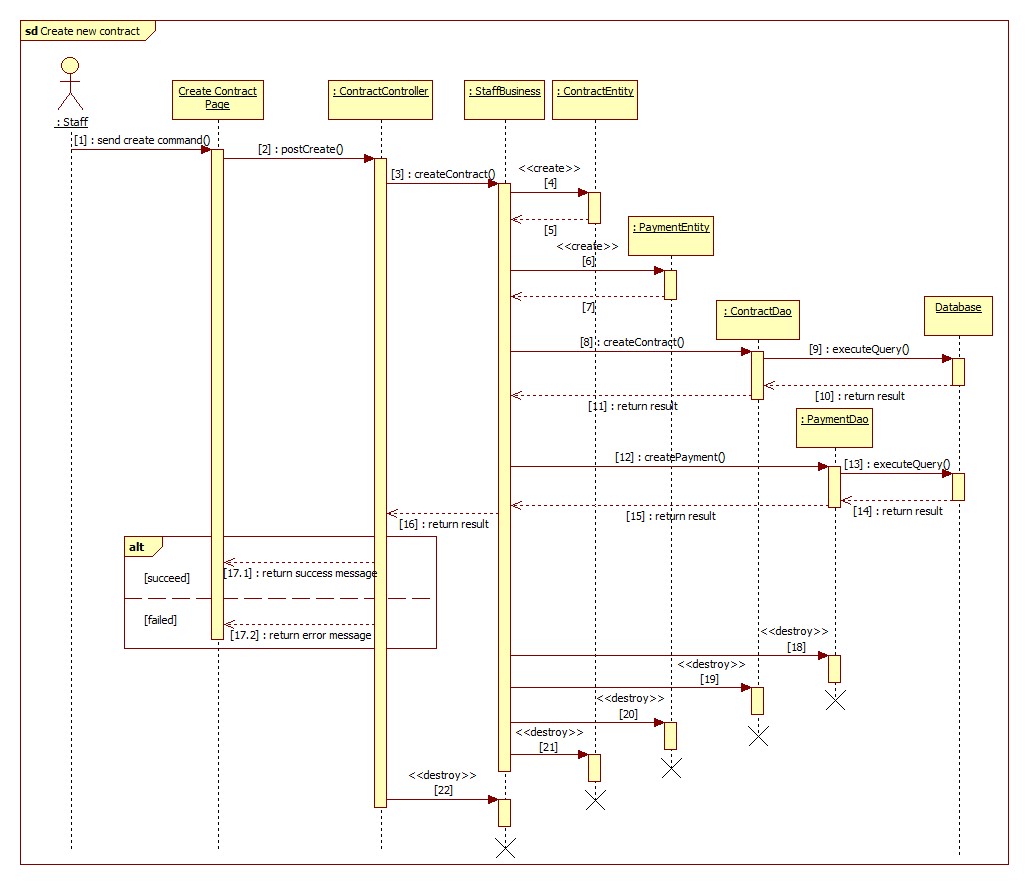 sd Create new contract
: Staff
Create Contract
Page
: ContractController
: StaffBusiness
: ContractEntity
[1] : send create command()
[2] : postCreate()
[3] : createContract()
<<create>>
[4]
[5]
: PaymentEntity
<<create>>
[6]
[7]
: ContractDao
Database
[8] : createContract()
[9] : executeQuery()
[10] : return result
[11] : return result
: PaymentDao
[12] : createPayment()
[13] : executeQuery()
[14] : return result
[15] : return result
[16] : return result
alt
[succeed]
[17.1] : return success message
[failed]
[17.2] : return error message
<<destroy>>
[18]
<<destroy>>
[19]
<<destroy>>
[20]
<<destroy>>
[21]
<<destroy>>
[22]